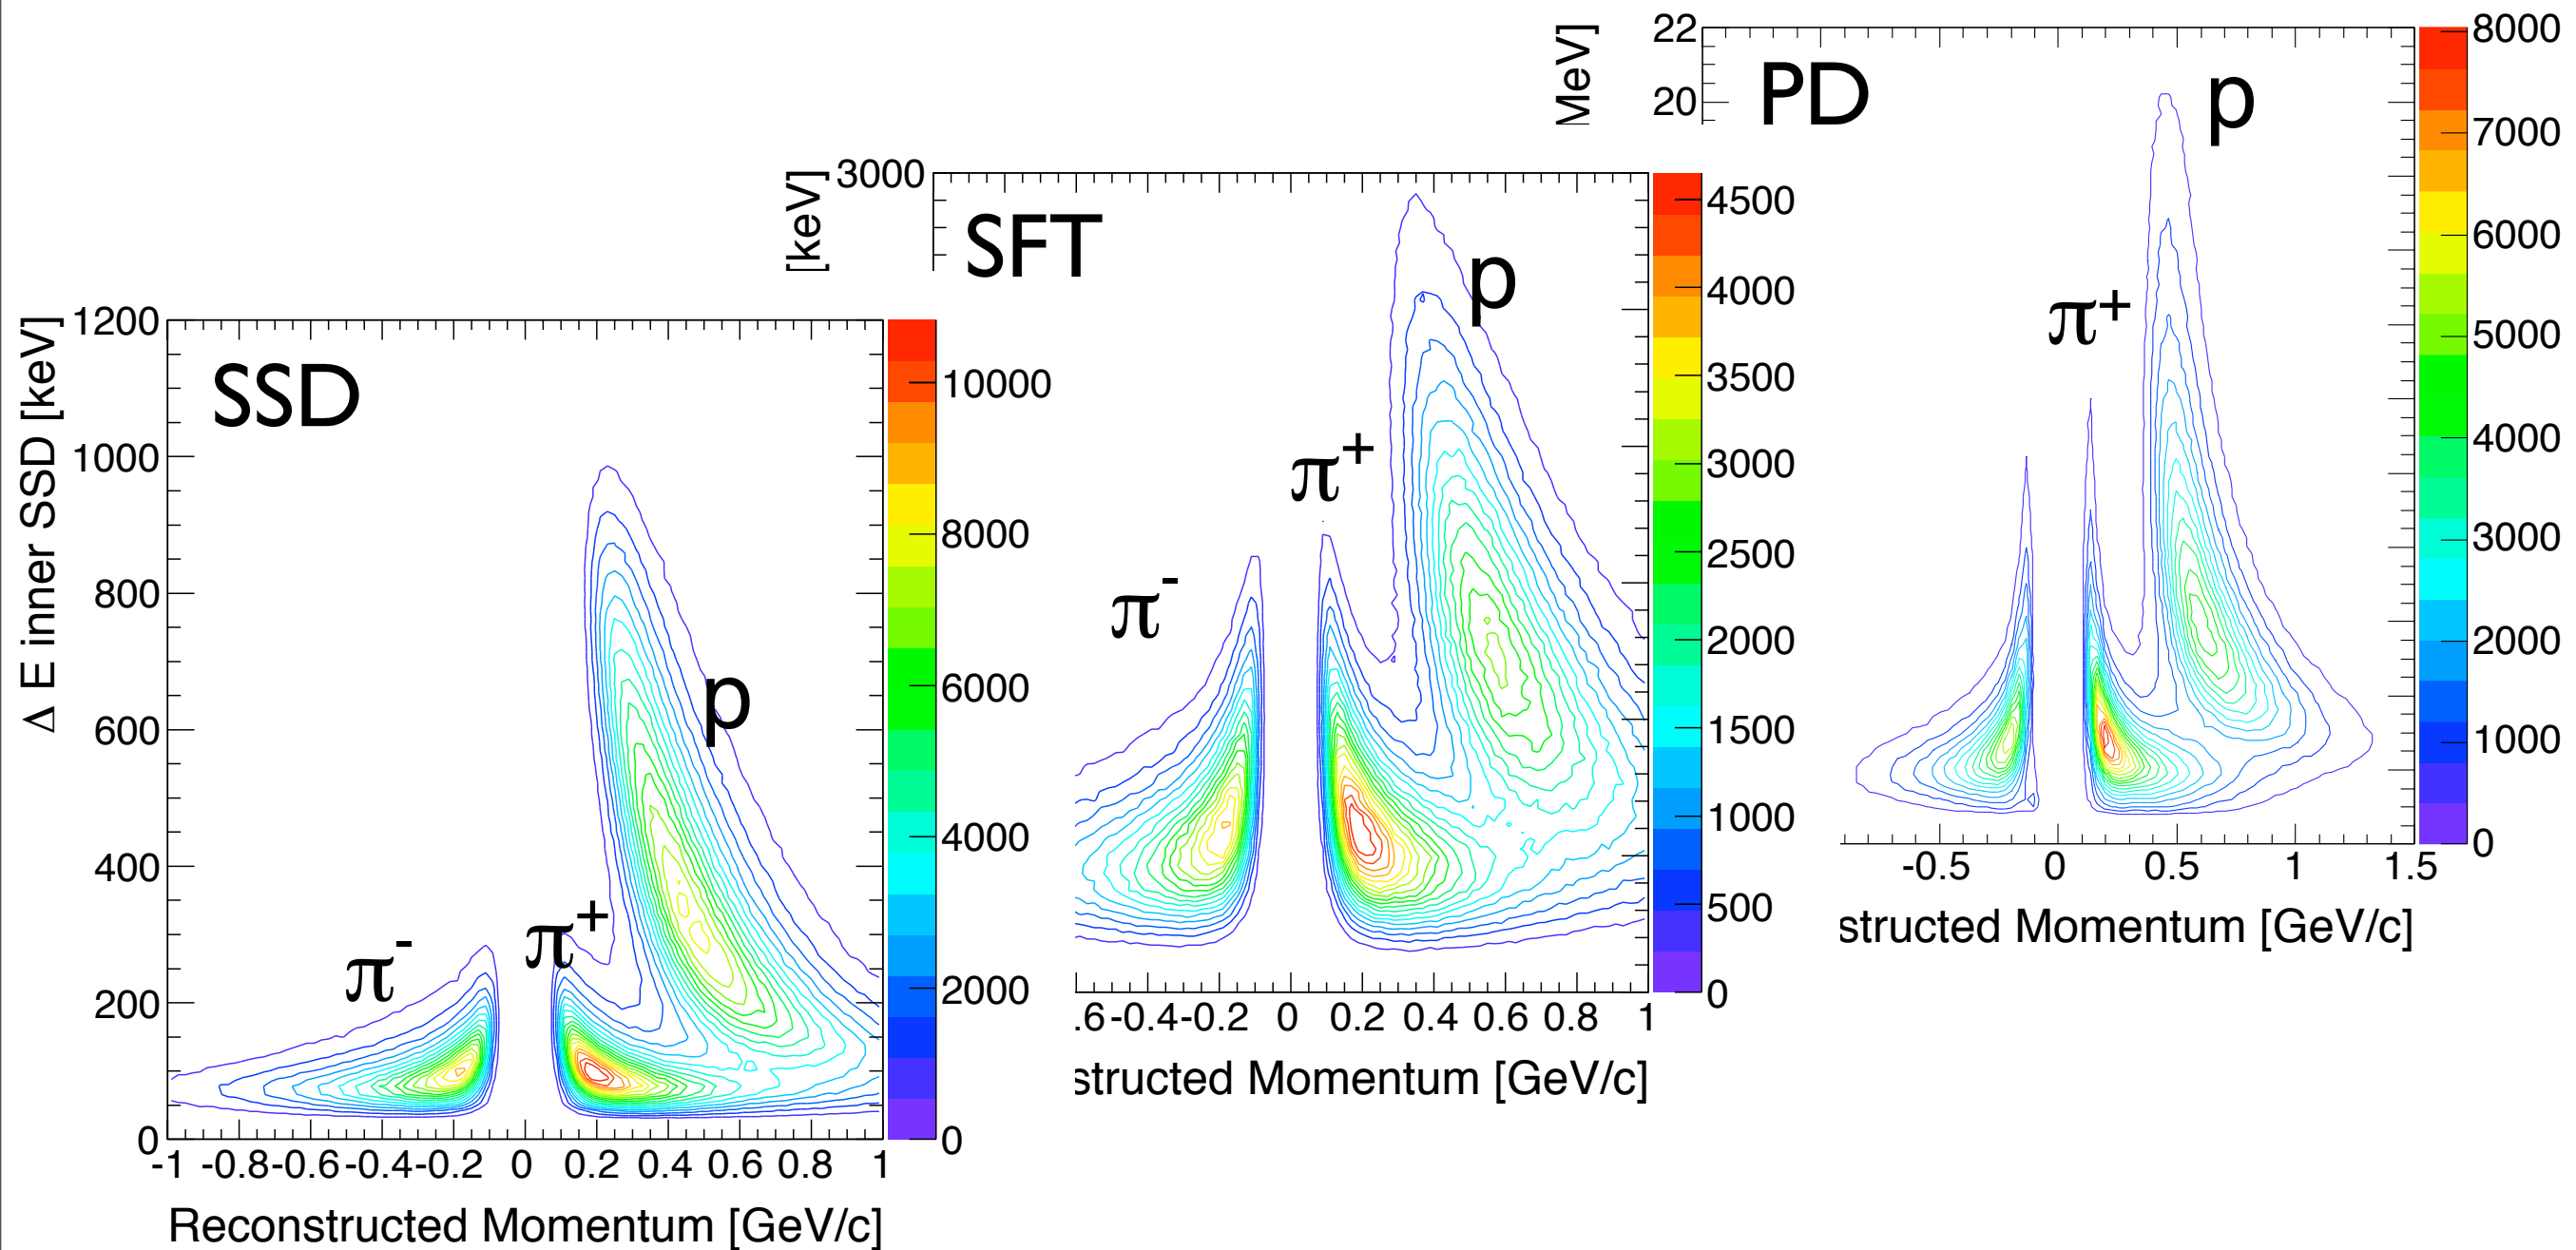 SSD
Δ E inner SSD [keV]
1200
1000
800
600
400
200
0
-1 -0.8 -0.6 -0.4 -0.2 0 0.2 0.4 0.6 0.8 1
Reconstructed Momentum [GeV/c]
π-
π+
p
10000
8000
6000
4000
2000
0
SFT
[keV]
3000
π-
π+
p
.6 -0.4 -0.2 0 0.2 0.4 0.6 0.8 1
structed Momentum [GeV/c]
4500
4000
3500
3000
2500
2000
1500
1000
500
0
PD
MeV]
22
20
π+
p
-0.5 0 0.5 1 1.5
structed Momentum [GeV/c]
8000
7000
6000
5000
4000
3000
2000
1000
0